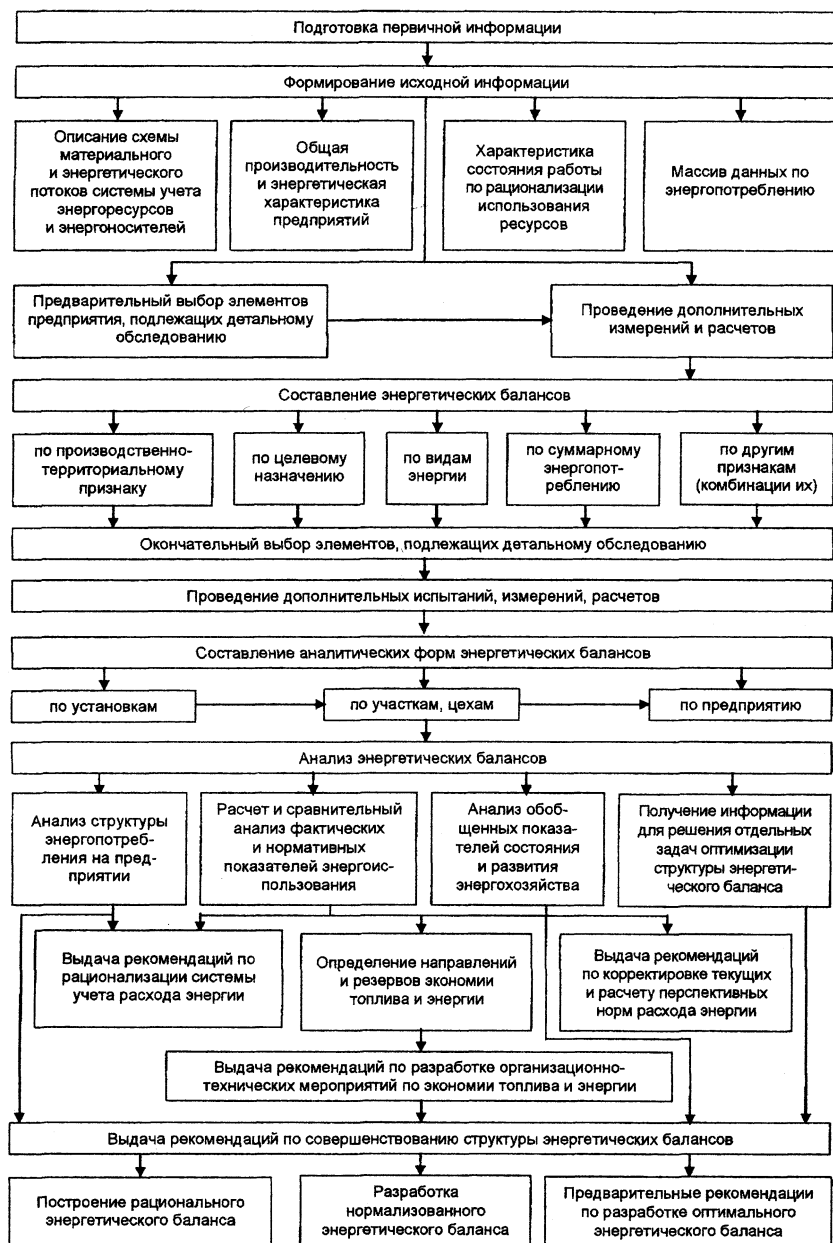 Подготовка первичной информации
Формирование исходной информации
Описание схемы
материального
и энергетического
потоков системы учета
энергоресурсов
и энергоносителей
Общая
производительность
и энергетическая
характеристика
предприятий
Характеристика
состояния работы
по рационализации
использования
ресурсов
Массив данных по
энергопотреблению
Предварительный выбор элементов
предприятия, подлежащих детальному
обследованию
Проведение дополнительных
измерений и расчетов
Составление энергетических балансов
по производственно-
территориальному
признаку
по целевому
назначению
по видам
энергии
по суммарному
энергопот-
реблению
по другим
признакам
(комбинации их)
Окончательный выбор элементов, подлежащих детальному обследованию
Проведение дополнительных испытаний, измерений, расчетов
Составление аналитических форм энергетических балансов
по установкам
по участкам, цехам
по предприятию
Анализ энергетических балансов
Анализ структуры
энергопотреб-
ления на пред-
приятии
Расчет и сравнительный
анализ фактических
и нормативных
показателей энергоис-
пользования
Анализ обоб-
щенных показа-
телей состояния
и развития
энергохозяйства
Получение информации
для решения отдельных
задач оптимизации
структуры энергети-
ческого баланса
Выдача рекомендаций по
рационализации системы
учета расхода энергии
Определение направлений
и резервов экономии
топлива и энергии
Выдача рекомендаций
по корректировке текущих
и расчету перспективных
норм расхода энергии
Выдача рекомендаций по разработке организационно-
технических мероприятий по экономии топлива и энергии
Выдача рекомендаций по совершенствованию структуры энергетических балансов
Построение рационального
энергетического баланса
Разработка
нормализованного
энергетического баланса
Предварительные рекомендации
по разработке оптимального
энергетического баланса